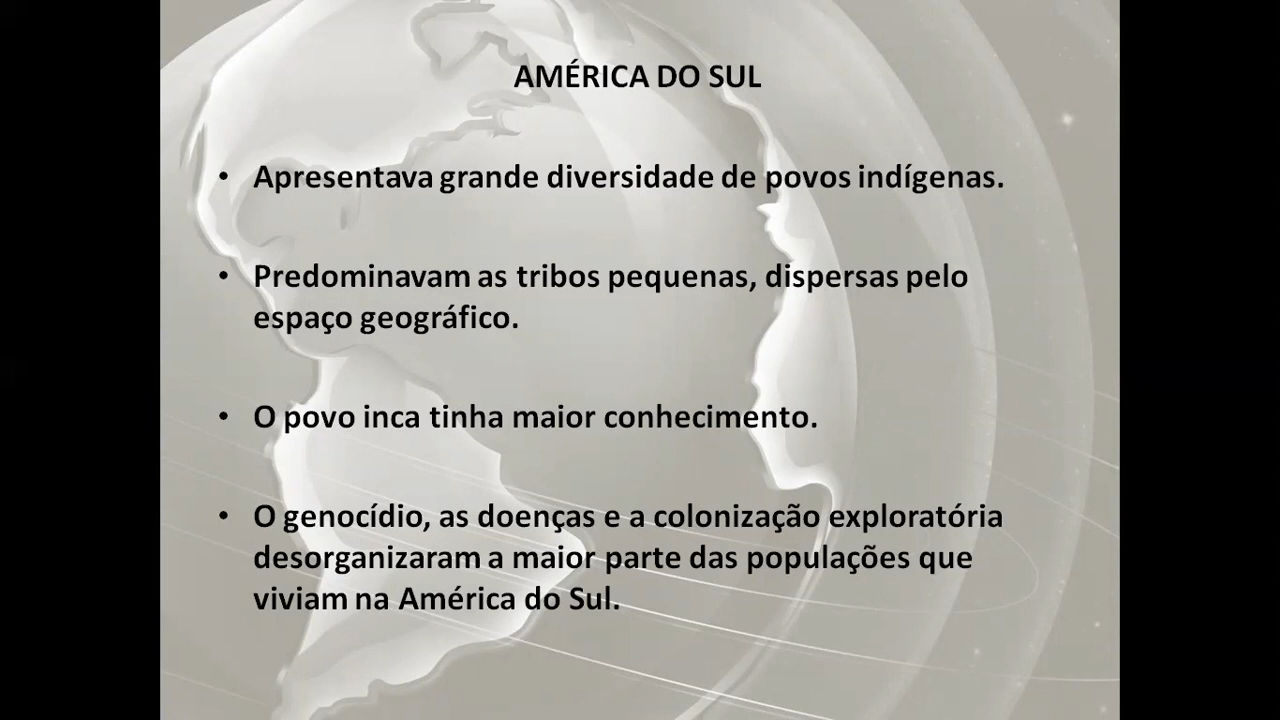 AMÉRICA DO SUL
• Apresentava grande diversidade de povos indígenas.
• Predominavam as tribos pequenas, dispersas pelo
espaço geográfico.
• O povo inca tinha maior conhecimento.
• O genocídio, as doenças e a colonização exploratória
desorganizaram a maior parte das populações que
viviam na América do Sul.